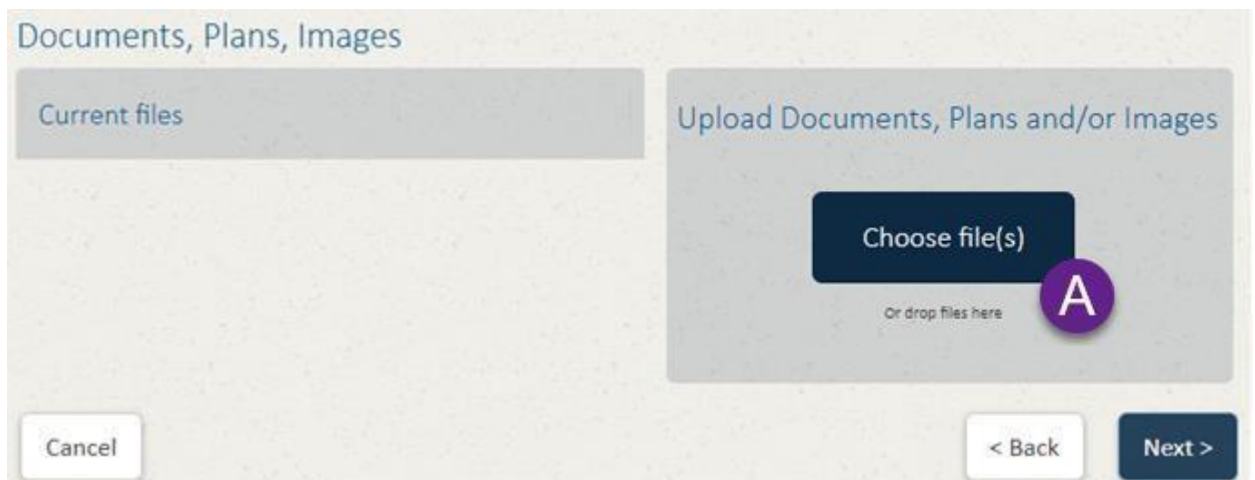 Documents, Plans, Images
Current files
Upload Documents, Plans and/or Images
Choose file(s)
A
Or drop files here
Cancel
< Back
Next >